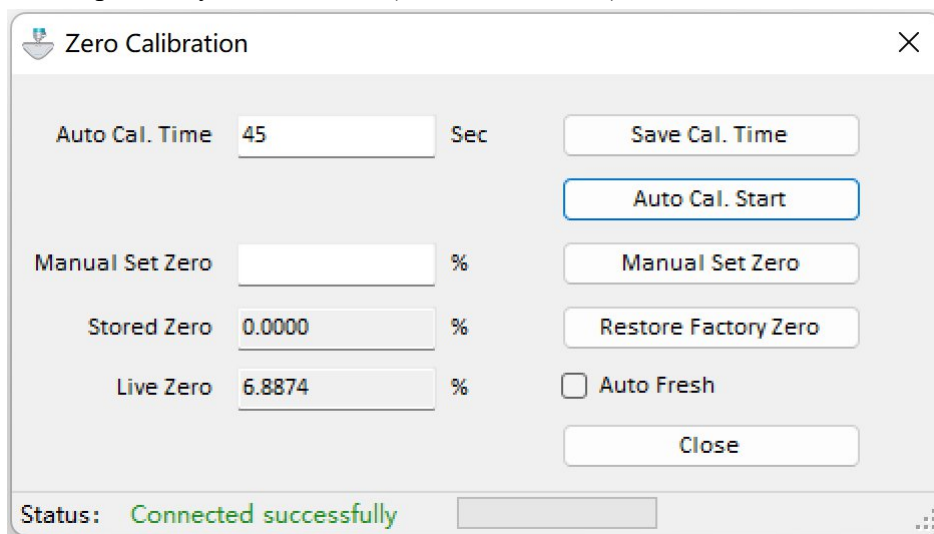 Zero Calibration
Auto Cal. Time 45 Sec Save Cal. Time
Auto Cal. Start
Manual Set Zero % Manual Set Zero
Stored Zero 0.0000 % Restore Factory Zero
Live Zero 6.8874 % Auto Fresh
Close
Status: Connected successfully